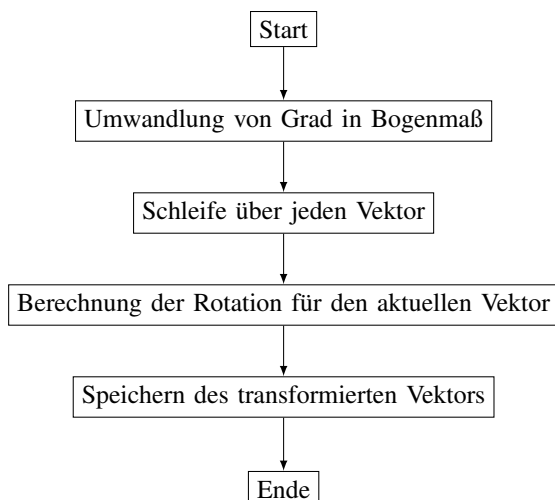 Start
Umwandlung von Grad in Bogenmaß
Schleife über jeden Vektor
Berechnung der Rotation für den aktuellen Vektor
Speichern des transformierten Vektors
Ende